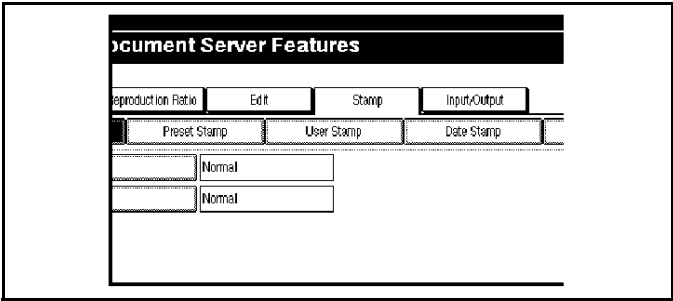 ocument Server Features
eproduction Ratio Edit Stamp Input/Output
Preset Stamp User Stamp Date Stamp
Normal
Normal